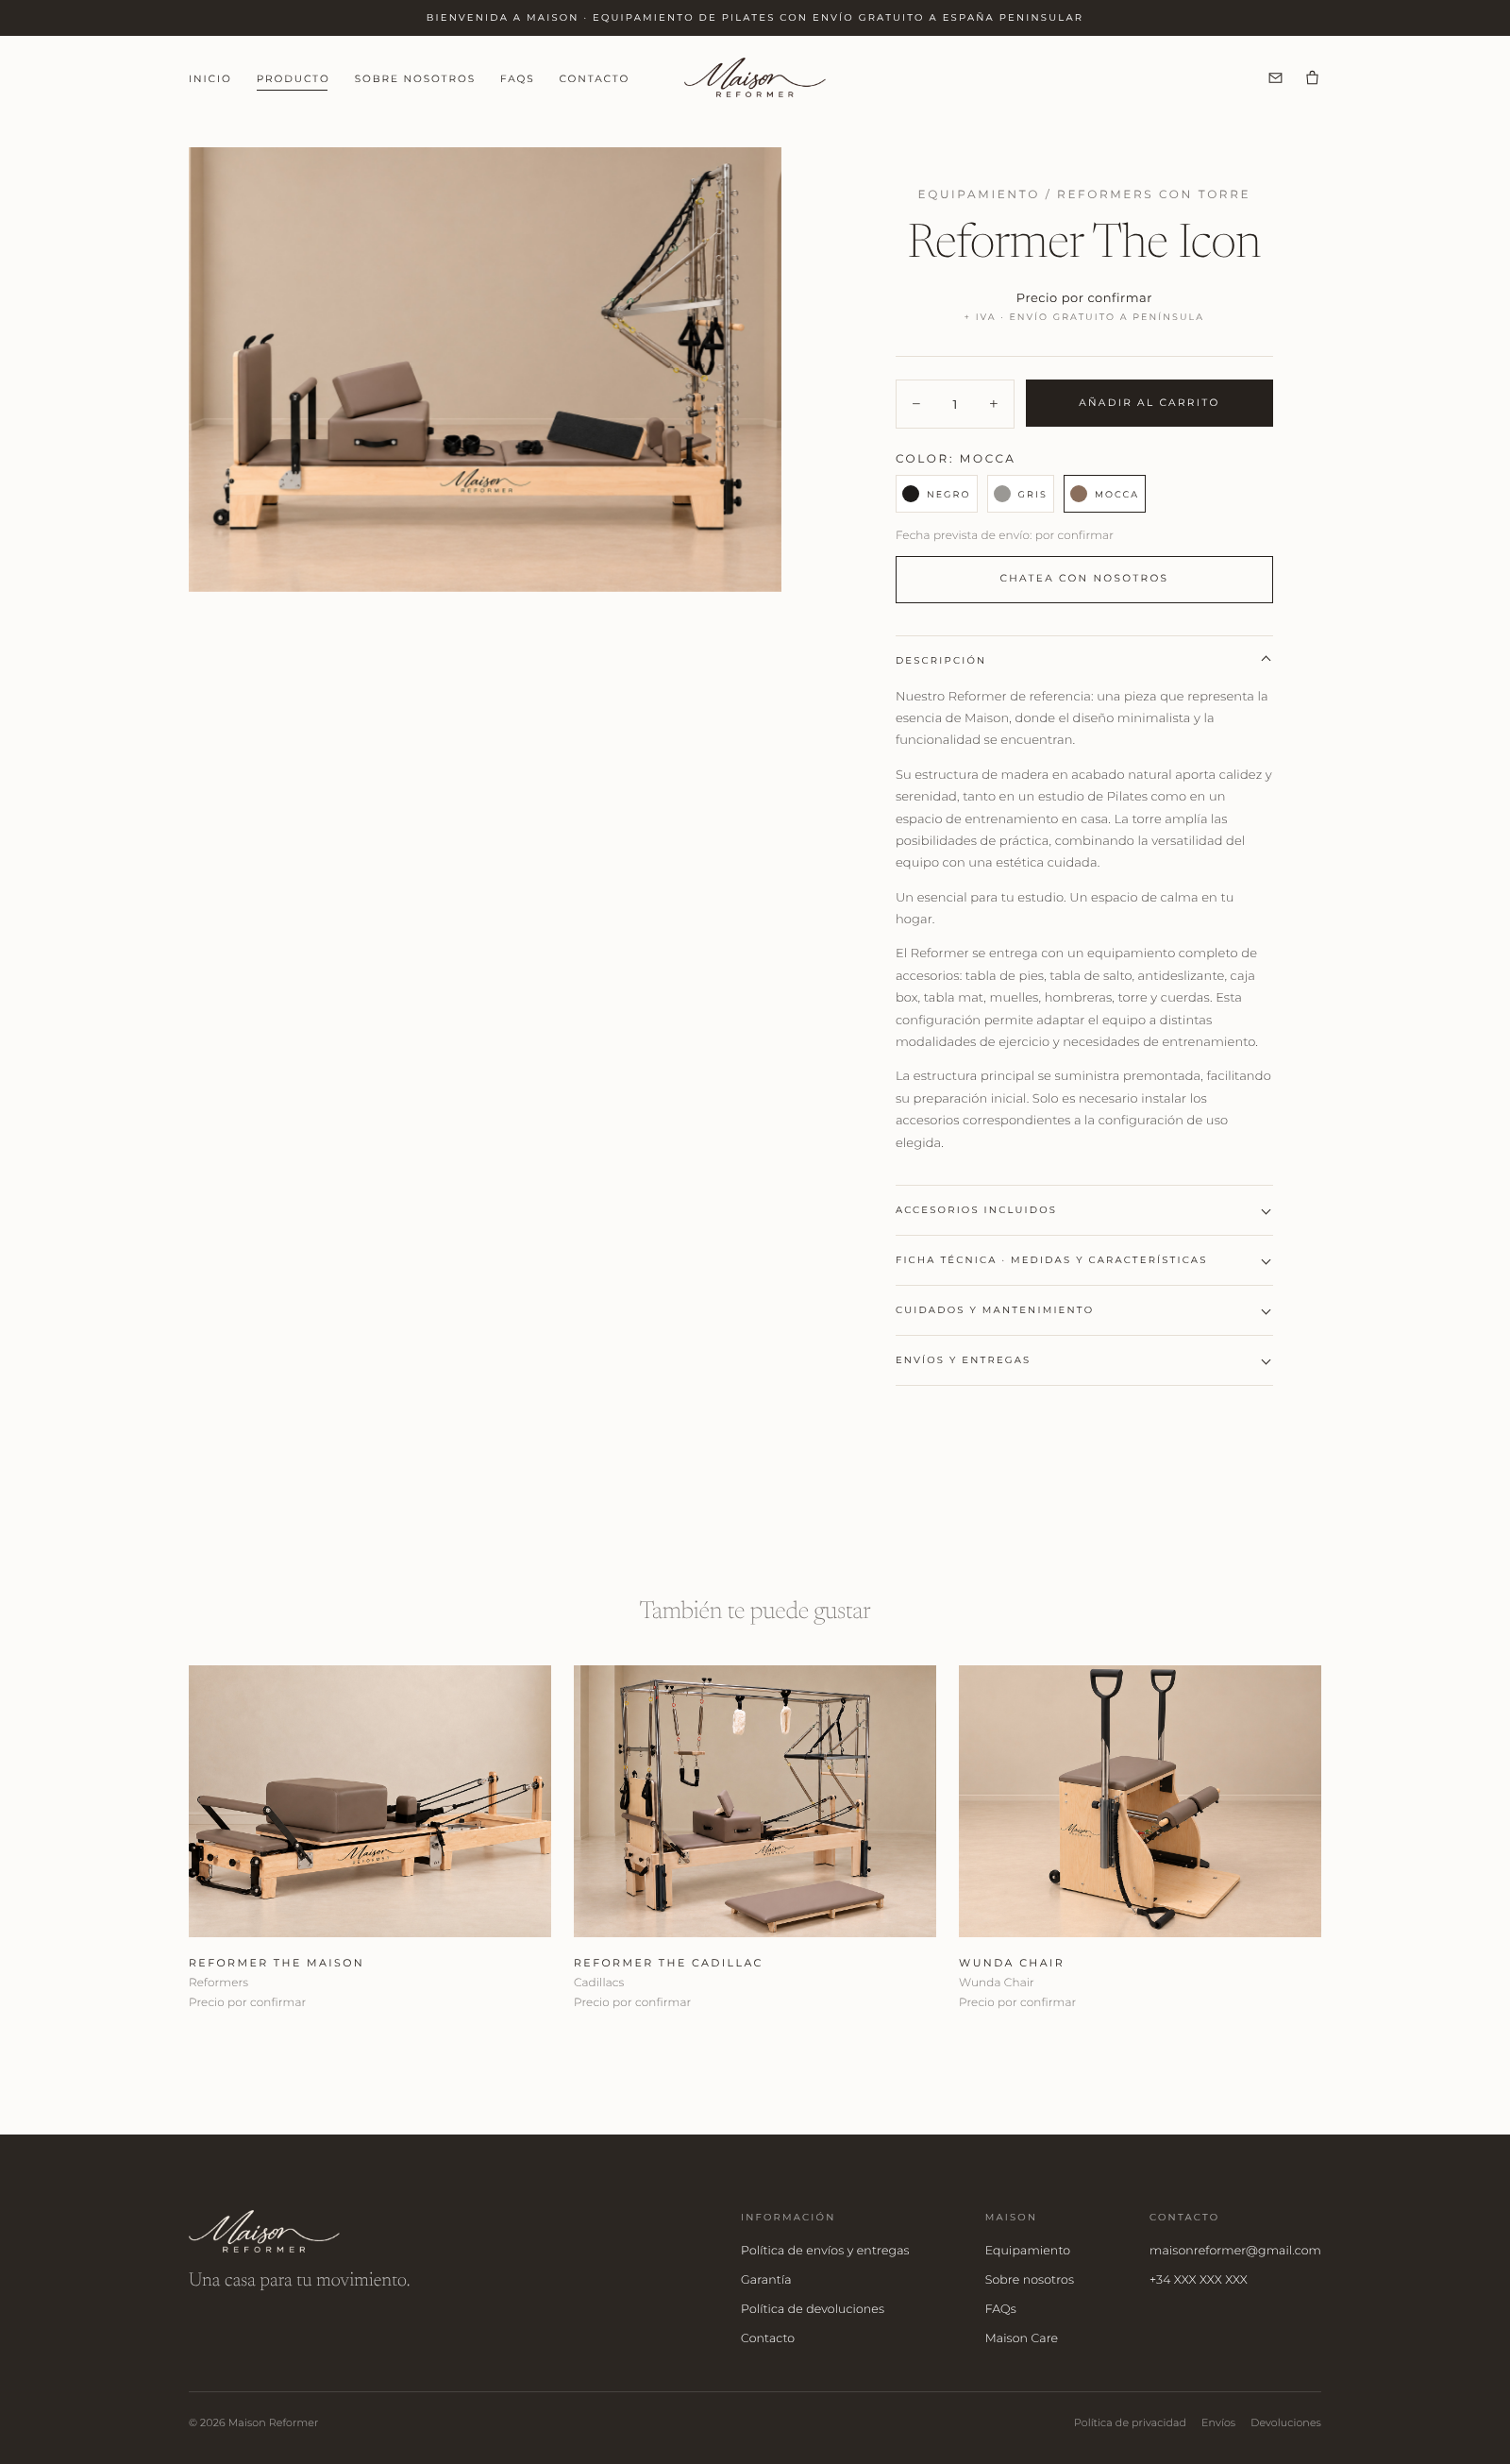 BIENVENIDA A MAISON · EQUIPAMIENTO DE PILATES CON ENVÍO GRATUITO A ESPAÑA PENINSULAR
INICIO PRODUCTO SOBRE NOSOTROS FAQS CONTACTO
Maison
REFORMER
Maison
REFORMER
EQUIPAMIENTO / REFORMERS CON TORRE
Reformer The Icon
Precio por confirmar
+ IVA · ENVÍO GRATUITO A PENÍNSULA
− 1 + AÑADIR AL CARRITO
COLOR: MOCCA
NEGRO GRIS MOCCA
Fecha prevista de envío: por confirmar
CHATEA CON NOSOTROS
DESCRIPCIÓN
Nuestro Reformer de referencia: una pieza que representa la
esencia de Maison, donde el diseño minimalista y la
funcionalidad se encuentran.
Su estructura de madera en acabado natural aporta calidez y
serenidad, tanto en un estudio de Pilates como en un
espacio de entrenamiento en casa. La torre amplía las
posibilidades de práctica, combinando la versatilidad del
equipo con una estética cuidada.
Un esencial para tu estudio. Un espacio de calma en tu
hogar.
El Reformer se entrega con un equipamiento completo de
accesorios: tabla de pies, tabla de salto, antideslizante, caja
box, tabla mat, muelles, hombreras, torre y cuerdas. Esta
configuración permite adaptar el equipo a distintas
modalidades de ejercicio y necesidades de entrenamiento.
La estructura principal se suministra premontada, facilitando
su preparación inicial. Solo es necesario instalar los
accesorios correspondientes a la configuración de uso
elegida.
ACCESORIOS INCLUIDOS
FICHA TÉCNICA · MEDIDAS Y CARACTERÍSTICAS
CUIDADOS Y MANTENIMIENTO
ENVÍOS Y ENTREGAS
También te puede gustar
Maison
REFORMER
Maison
Maison
REFORMER THE MAISON
Reformers
Precio por confirmar
REFORMER THE CADILLAC
Cadillacs
Precio por confirmar
WUNDA CHAIR
Wunda Chair
Precio por confirmar
Maison
REFORMER
Una casa para tu movimiento.
INFORMACIÓN
Política de envíos y entregas
Garantía
Política de devoluciones
Contacto
MAISON
Equipamiento
Sobre nosotros
FAQs
Maison Care
CONTACTO
maisonreformer@gmail.com
+34 XXX XXX XXX
© 2026 Maison Reformer
Política de privacidad Envíos Devoluciones